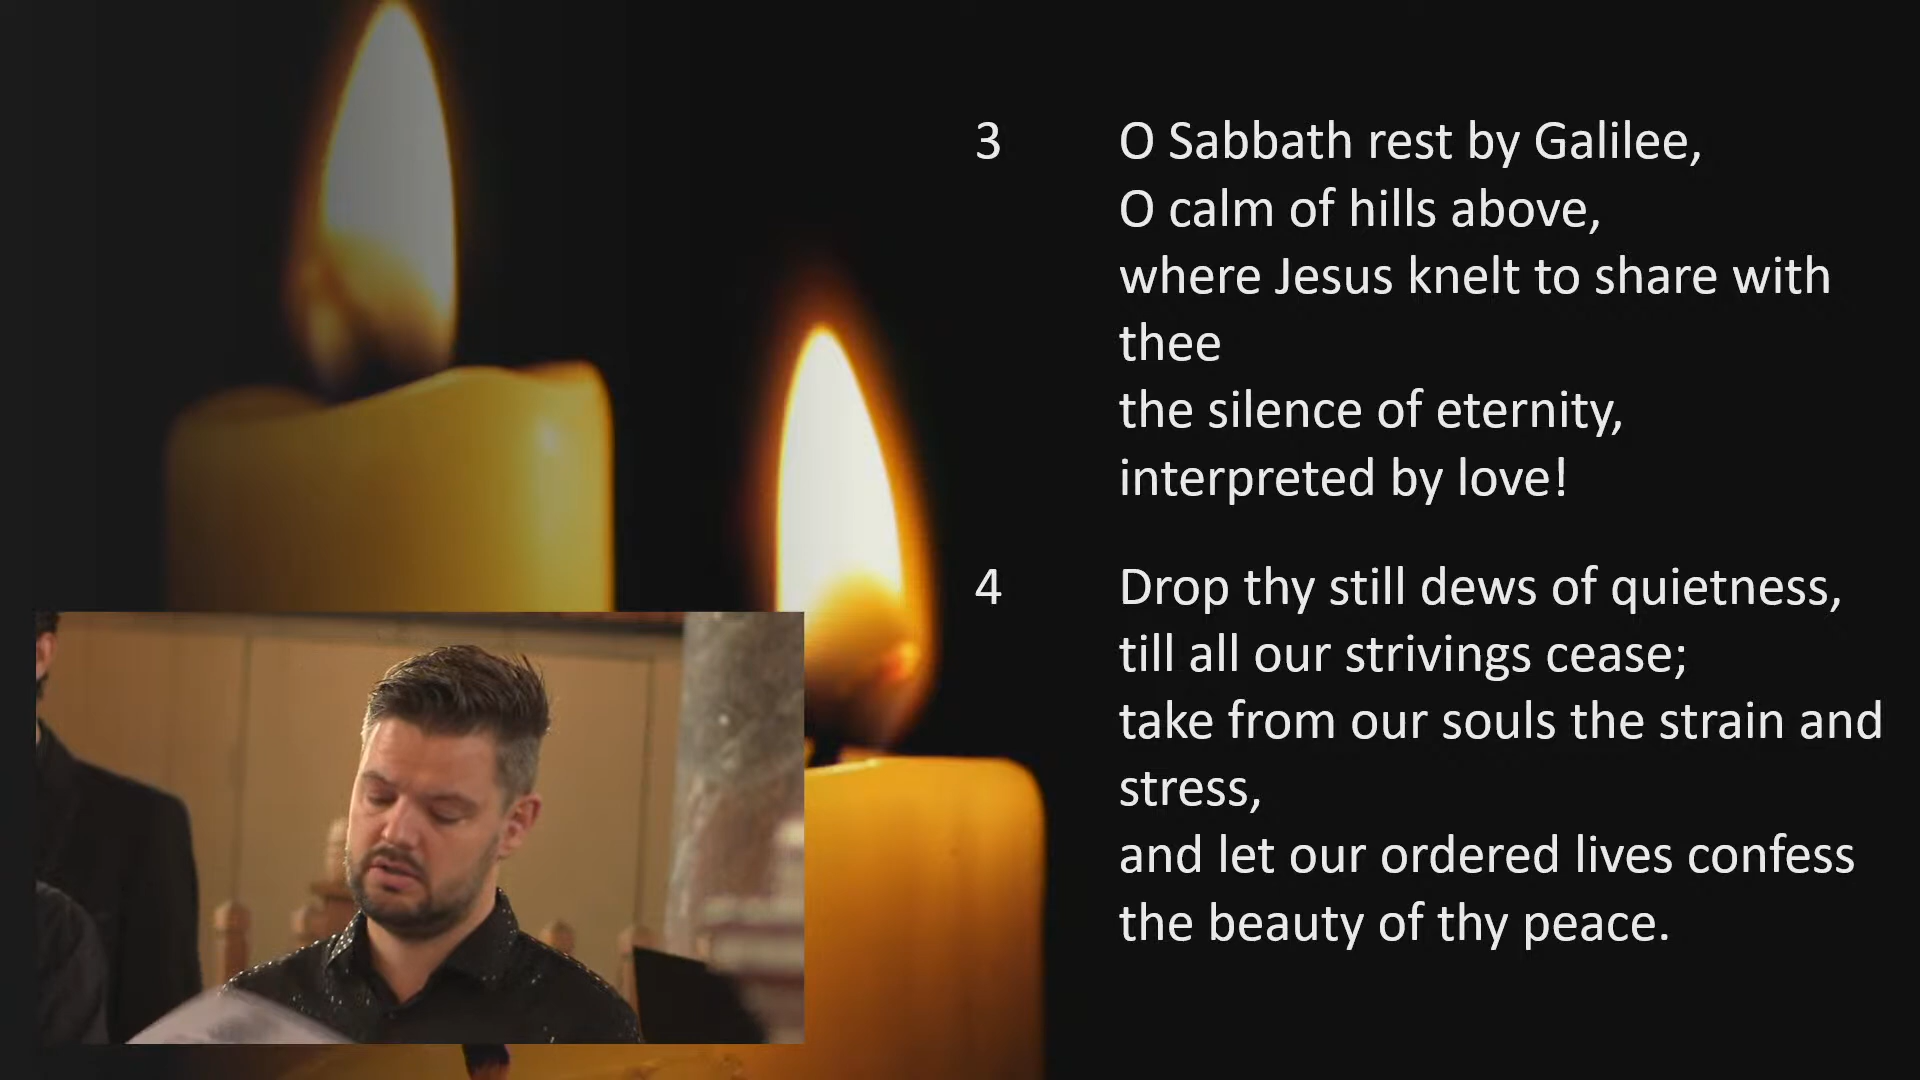 3 O Sabbath rest by Galilee,
O calm of hills above,
where Jesus knelt to share with
thee
the silence of eternity,
interpreted by love!
4 Drop thy still dews of quietness,
till all our strivings cease;
take from our souls the strain and
stress,
and let our ordered lives confess
the beauty of thy peace.